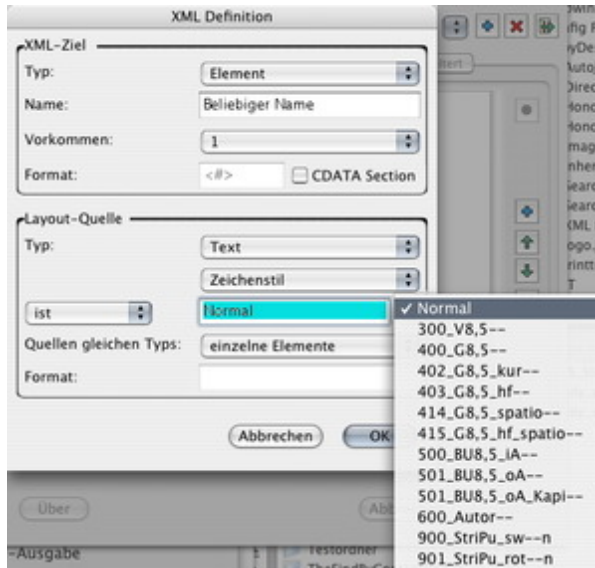 XML Definition
XML-Ziel
Typ:
Element
Name:
Beliebiger Name
Vorkommen:
1
Format:
<#>
CDATA Section
Layout-Quelle
Typ:
Text
Zeichenstil
ist
Normal
Quellen gleichen Typs:
einzelne Elemente
Format:
Abbrechen
OK
✓ Normal
300_V8,5--
400_G8,5--
402_G8,5_kur--
403_G8,5_hf--
414_G8,5_spatio--
415_G8,5_hf_spatio--
500_BU8,5_iA--
501_BU8,5_oA--
501_BU8,5_oA_Kapi--
600_Autor--
900_StriPu_sw--n
901_StriPu_rot--n
Über
-Ausgabe
Testordner